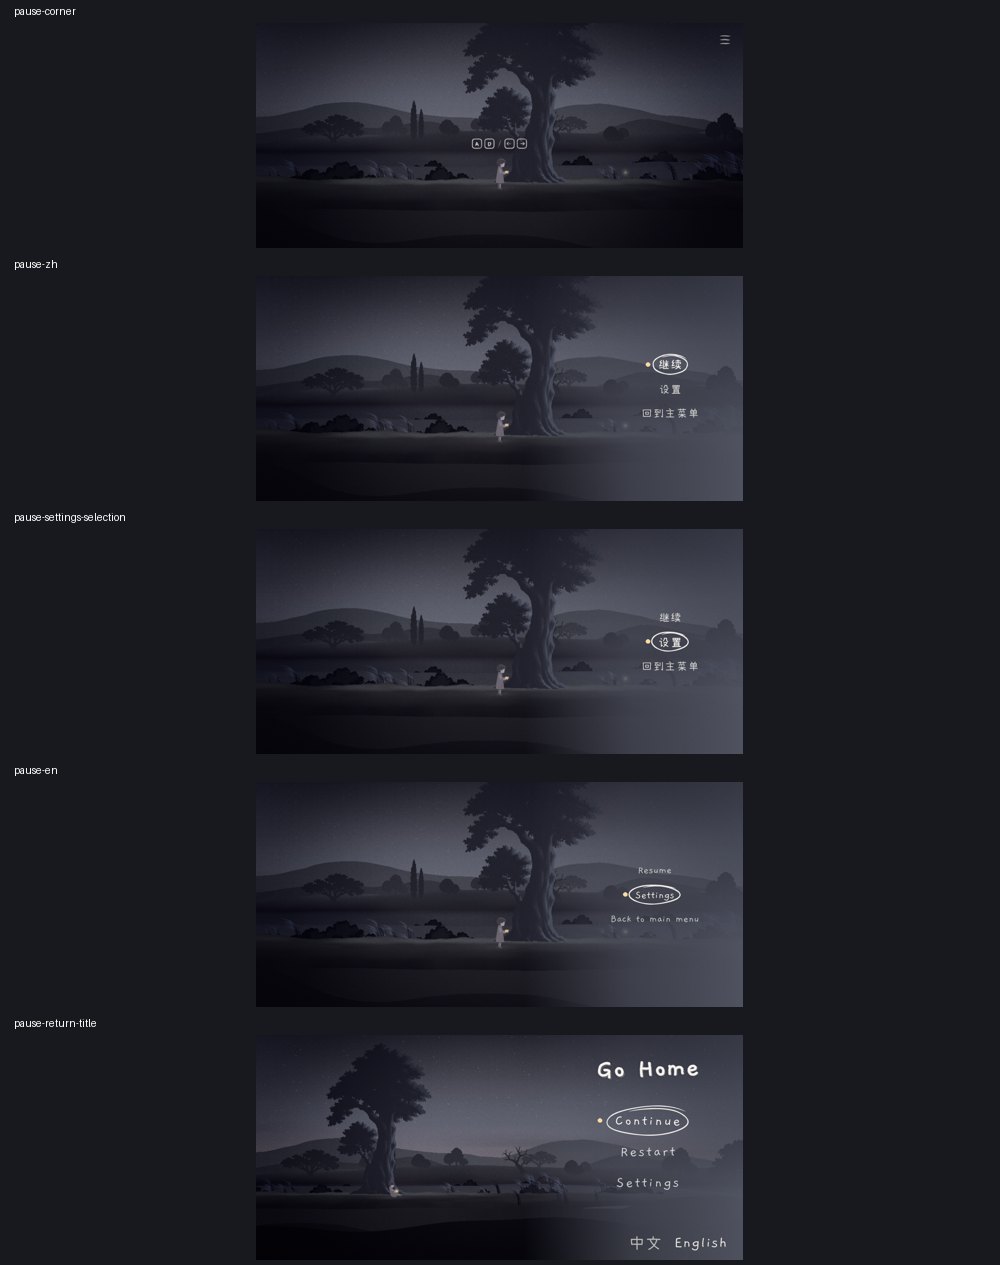 pause-corner
A D / ← →
pause-zh
继续
设置
回到主菜单
pause-settings-selection
继续
设置
回到主菜单
pause-en
Resume
Settings
Back to main menu
pause-return-title
Go Home
Continue
Restart
Settings
中文 English